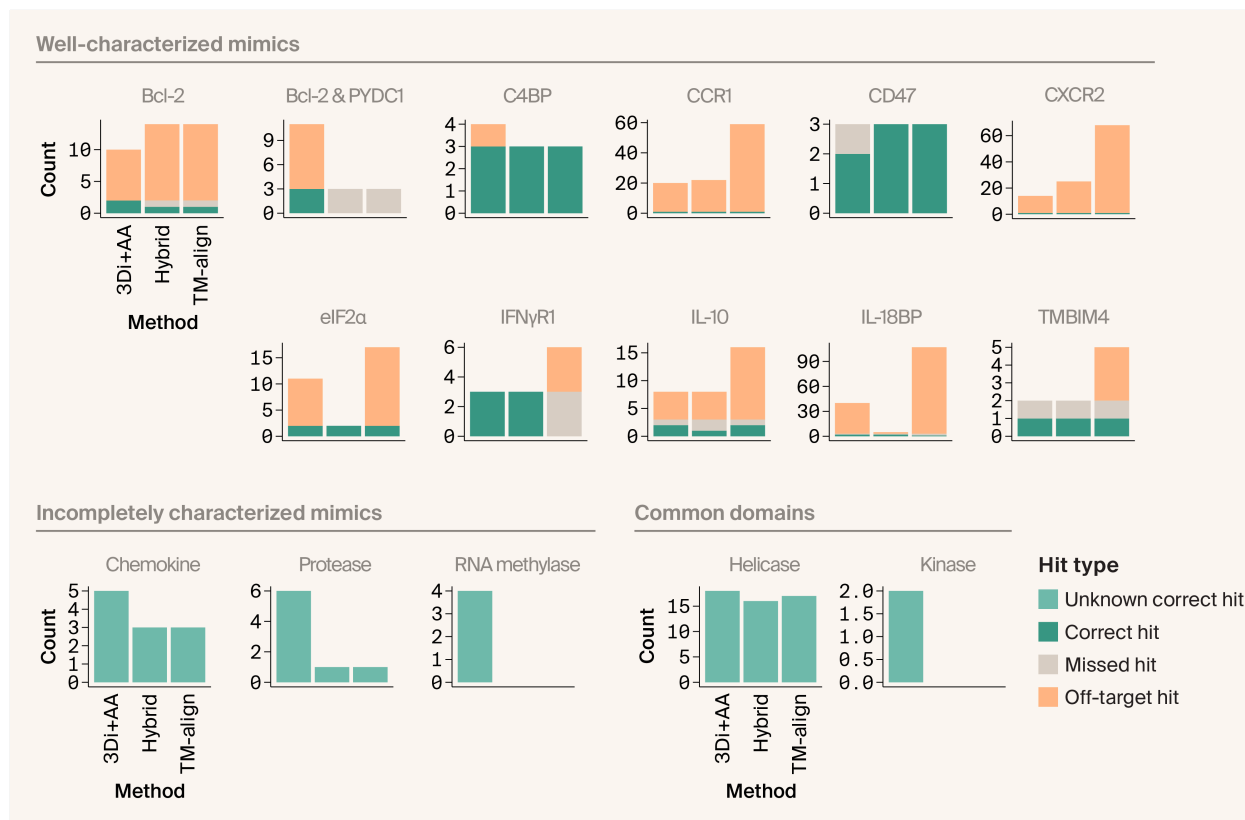 Well-characterized mimics
Bcl-2
Bcl-2 & PYDC1
C4BP
CCR1
CD47
CXCR2
Count
10
5
0
9
6
3
0
4
3
2
1
0
60
40
20
0
3
2
1
0
60
40
20
0
3Di+AA
Hybrid
TM-align
Method
eIF2α
IFNγR1
IL-10
IL-18BP
TMBIM4
15
10
5
0
6
4
2
0
15
10
5
0
90
60
30
0
5
4
3
2
1
0
Incompletely characterized mimics
Chemokine
Protease
RNA methylase
Count
5
4
3
2
1
0
6
4
2
0
4
3
2
1
0
3Di+AA
Hybrid
TM-align
Method
Common domains
Helicase
Kinase
Count
15
10
5
0
2.0
1.5
1.0
0.5
0.0
3Di+AA
Hybrid
TM-align
Method
Hit type
Unknown correct hit
Correct hit
Missed hit
Off-target hit